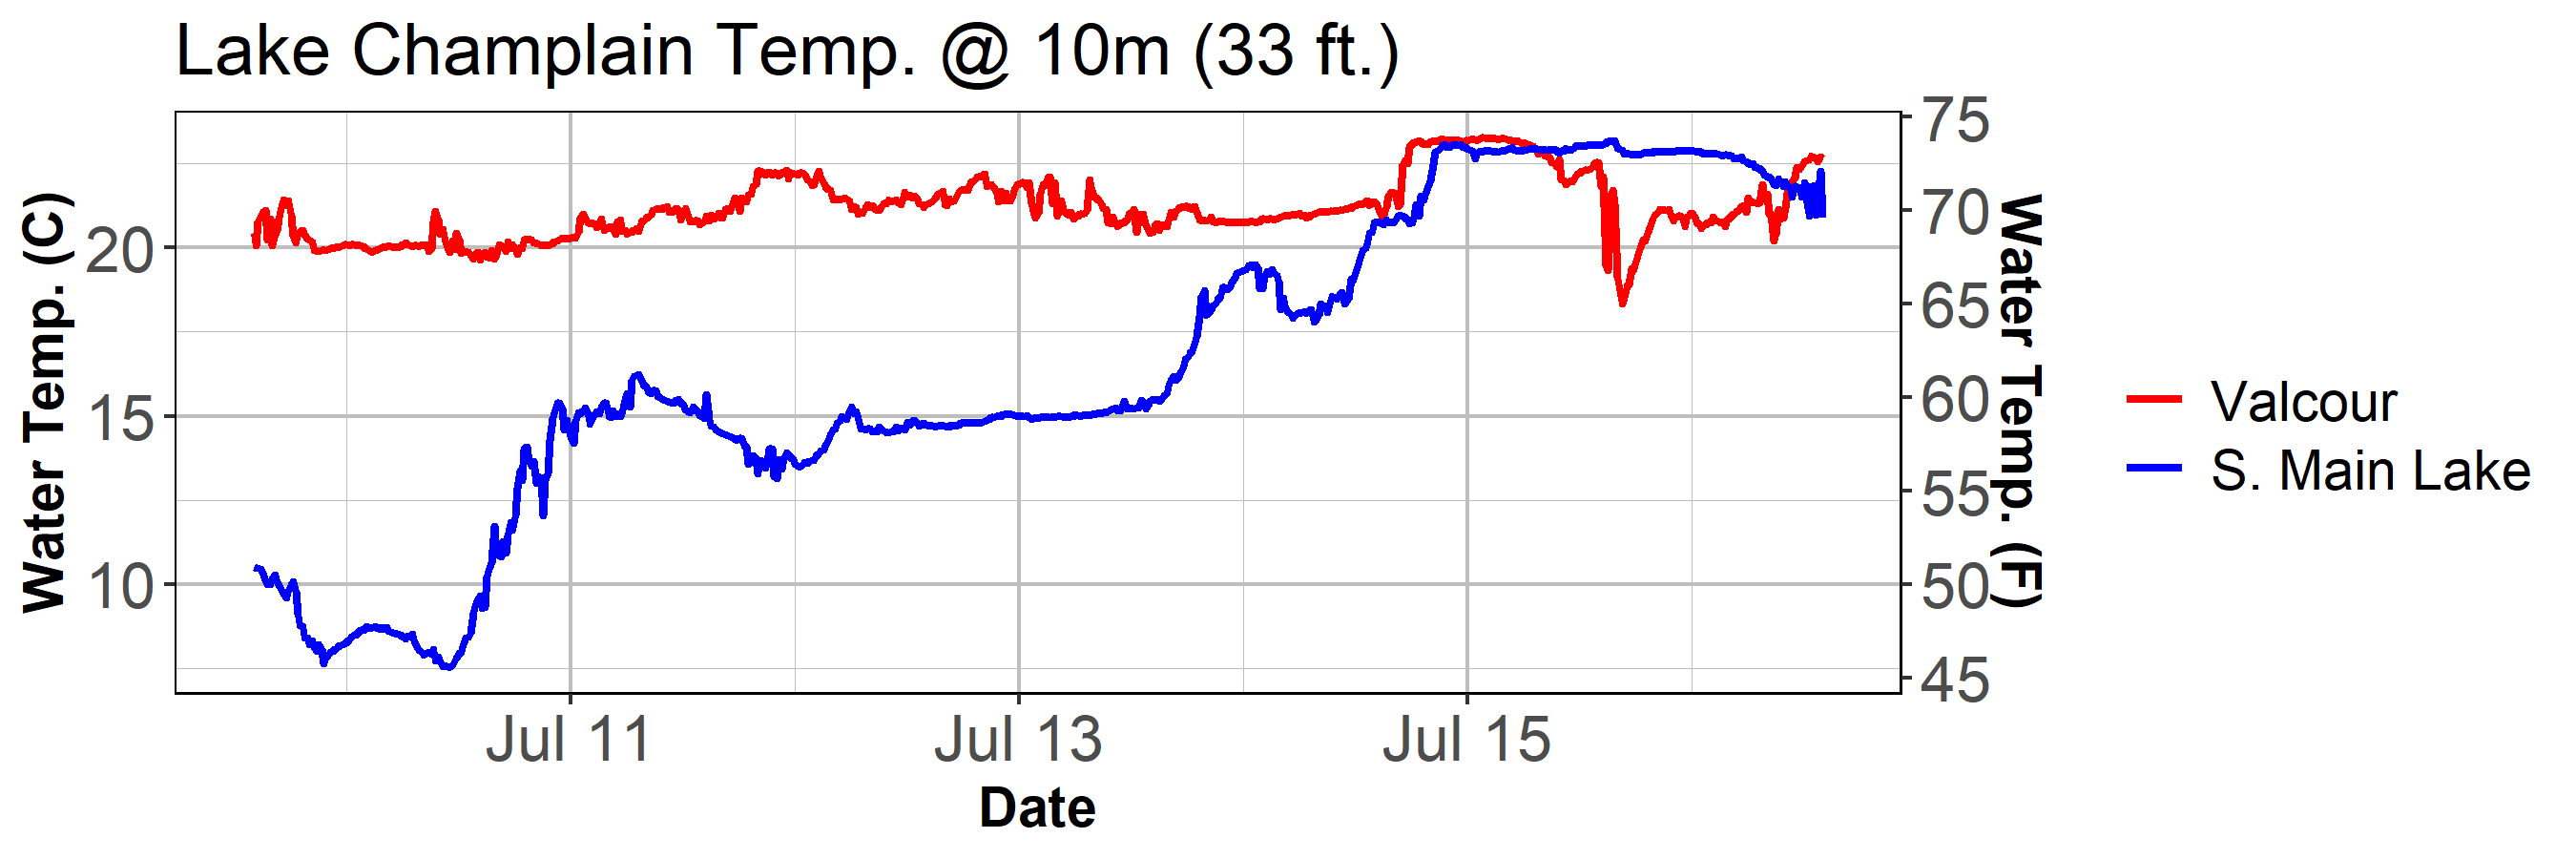 Lake Champlain Temp. @ 10m (33 ft.)
Water Temp. (C)
20
15
10
75
70
65
60
55
50
45
Water Temp. (F)
Jul 11
Jul 13
Jul 15
Date
Valcour
S. Main Lake